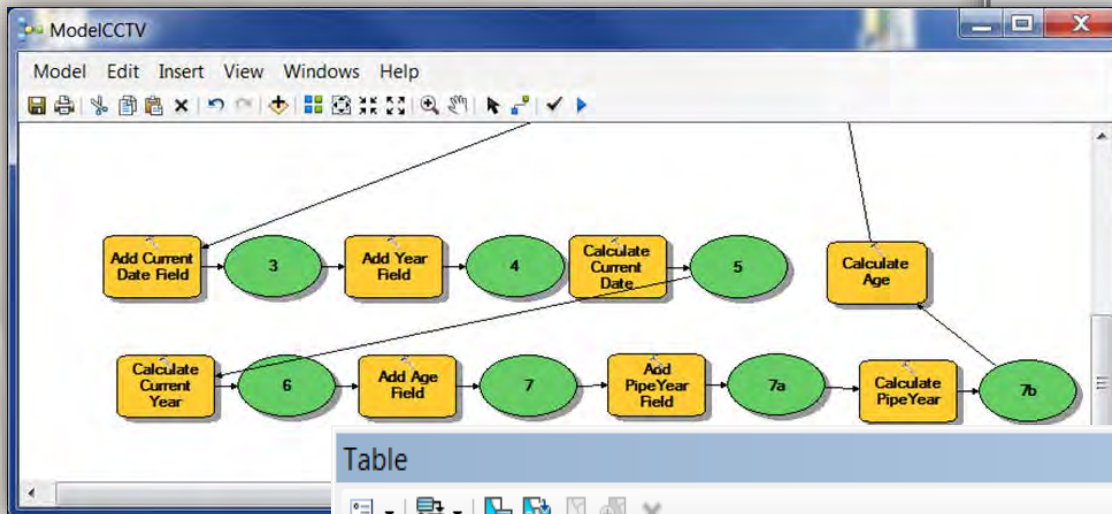 ModelCCTV
Model Edit Insert View Windows Help
Add Current
Date Field
3
Add Year
Field
4
Calculate
Current
Date
5
Calculate
Age
Calculate
Current
Year
6
Add Age
Field
7
Add
PipeYear
Field
7a
Calculate
PipeYear
7b
Table